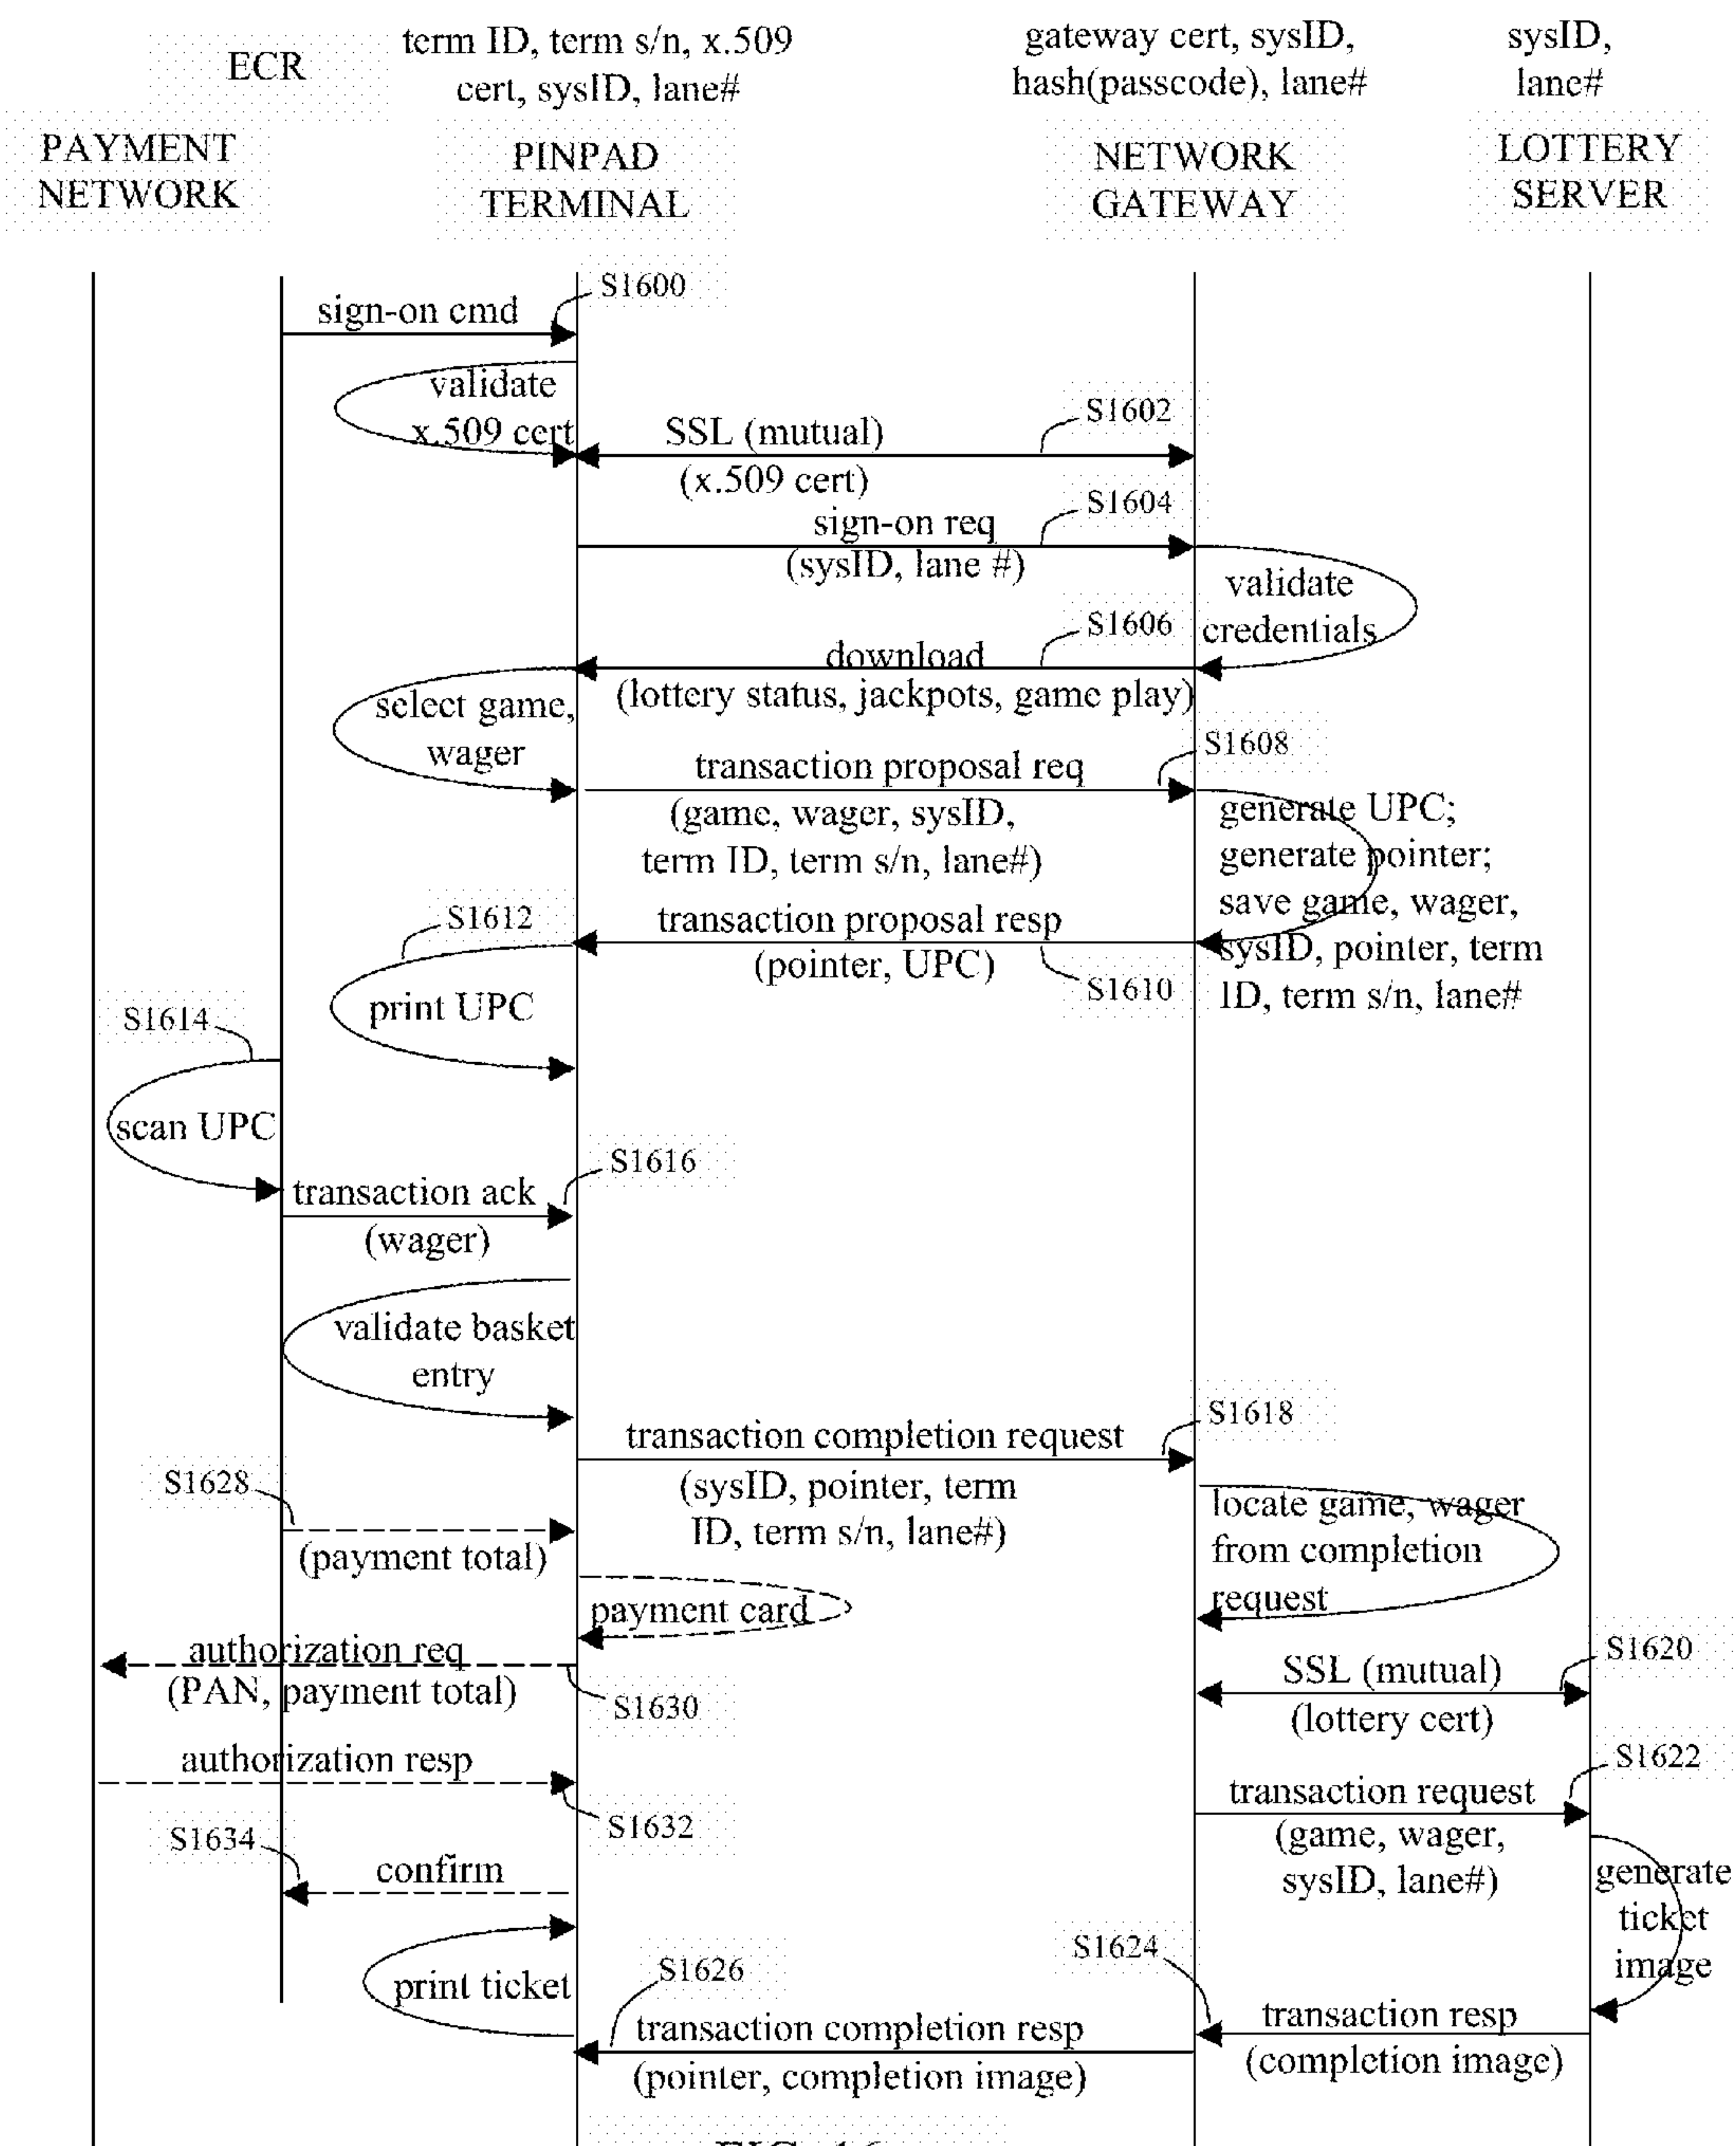 ECR
term ID, term s/n, x.509
cert, sysID, lane#
gateway cert, sysID,
hash(passcode), lane#
sysID,
lane#
PAYMENT
NETWORK
PINPAD
TERMINAL
NETWORK
GATEWAY
LOTTERY
SERVER
S1600
sign-on cmd
validate
x.509 cert
S1602
SSL (mutual)
(x.509 cert)
S1604
sign-on req
(sysID, lane #)
validate
credentials
S1606
download
(lottery status, jackpots, game play)
select game,
wager
S1608
transaction proposal req
(game, wager, sysID,
term ID, term s/n, lane#)
generate UPC;
generate pointer;
save game, wager,
sysID, pointer, term
ID, term s/n, lane#
S1612
transaction proposal resp
(pointer, UPC)
S1610
print UPC
S1614
scan UPC
S1616
transaction ack
(wager)
validate basket
entry
S1618
transaction completion request
(sysID, pointer, term
ID, term s/n, lane#)
locate game, wager
from completion
request
S1628
(payment total)
payment card
authorization req
(PAN, payment total)
S1630
S1620
SSL (mutual)
(lottery cert)
authorization resp
S1632
S1622
transaction request
(game, wager,
sysID, lane#)
S1634
confirm
generate
ticket
image
print ticket
S1626
S1624
transaction completion resp
(pointer, completion image)
transaction resp
(completion image)
FIG. 16